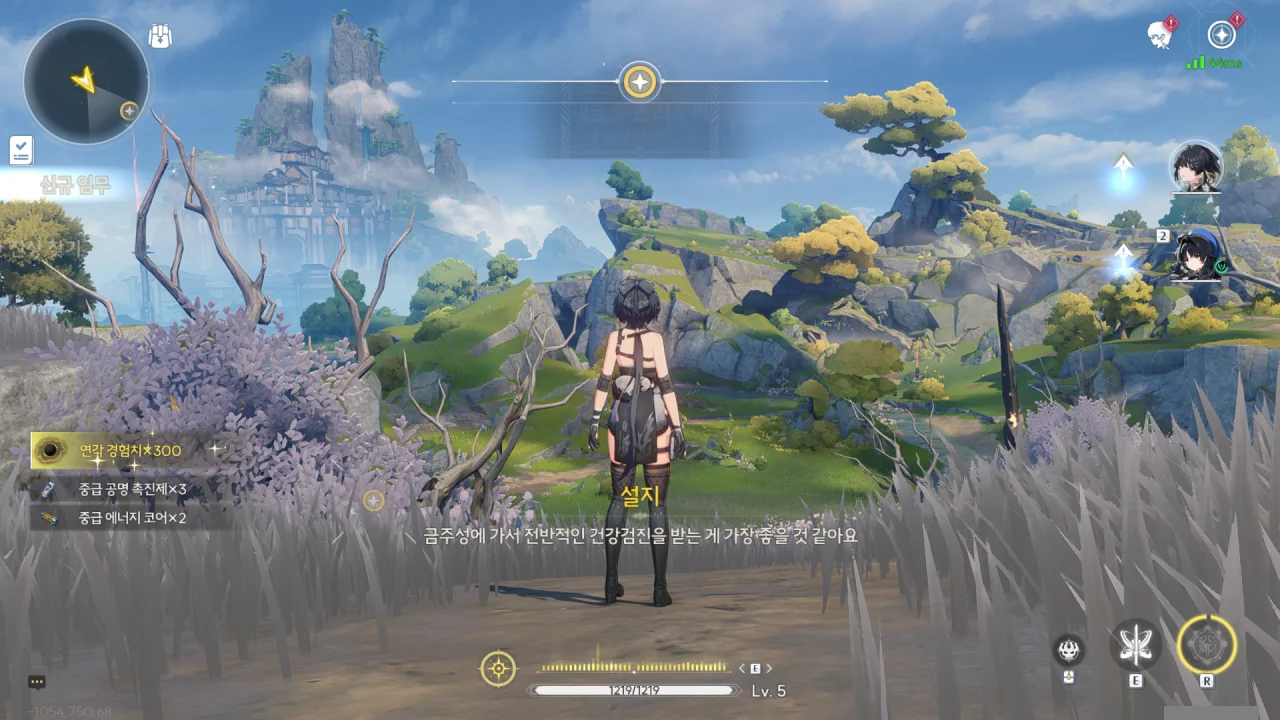 44ms
신규 임무
2
연각 경험치×300
중급 공명 촉진제×3
중급 에너지 코어×2
설지
금주성에 가서 전반적인 건강검진을 받는 게 가장 좋을 것 같아요
E
1219/1219
Lv. 5
E
R